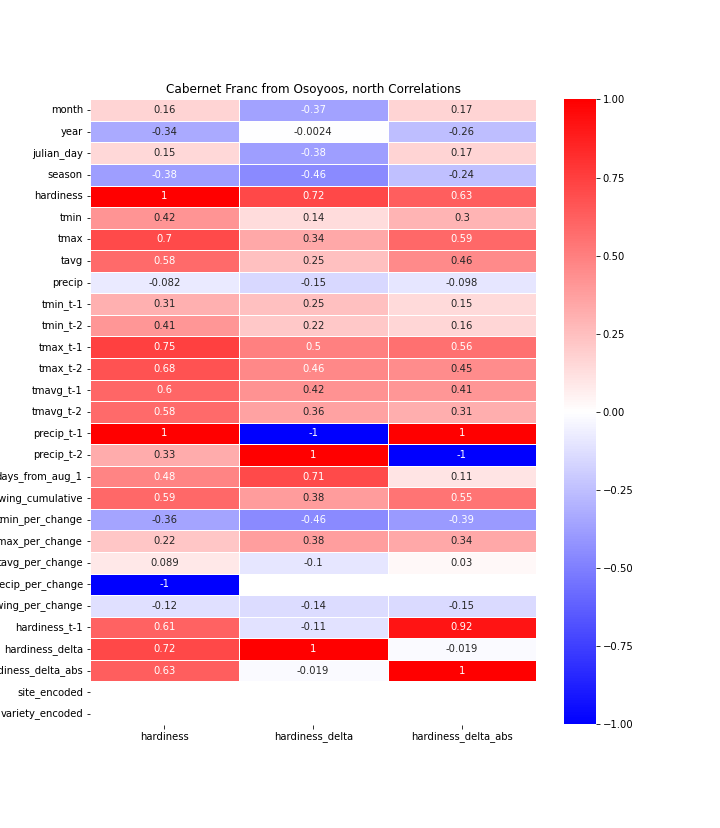 Cabernet Franc from Osoyoos, north Correlations
month 0.16 -0.37 0.17
year -0.34 -0.0024 -0.26
julian_day 0.15 -0.38 0.17
season -0.38 -0.46 -0.24
hardiness 1 0.72 0.63
tmin 0.42 0.14 0.3
tmax 0.7 0.34 0.59
tavg 0.58 0.25 0.46
precip -0.082 -0.15 -0.098
tmin_t-1 0.31 0.25 0.15
tmin_t-2 0.41 0.22 0.16
tmax_t-1 0.75 0.5 0.56
tmax_t-2 0.68 0.46 0.45
tmavg_t-1 0.6 0.42 0.41
tmavg_t-2 0.58 0.36 0.31
precip_t-1 1 -1 1
precip_t-2 0.33 1 -1
days_from_aug_1 0.48 0.71 0.11
wing_cumulative 0.59 0.38 0.55
tmin_per_change -0.36 -0.46 -0.39
max_per_change 0.22 0.38 0.34
tavg_per_change 0.089 -0.1 0.03
ecip_per_change -1
wing_per_change -0.12 -0.14 -0.15
hardiness_t-1 0.61 -0.11 0.92
hardiness_delta 0.72 1 -0.019
diness_delta_abs 0.63 -0.019 1
site_encoded
variety_encoded
hardiness hardiness_delta hardiness_delta_abs
1.00
0.75
0.50
0.25
0.00
−0.25
−0.50
−0.75
−1.00